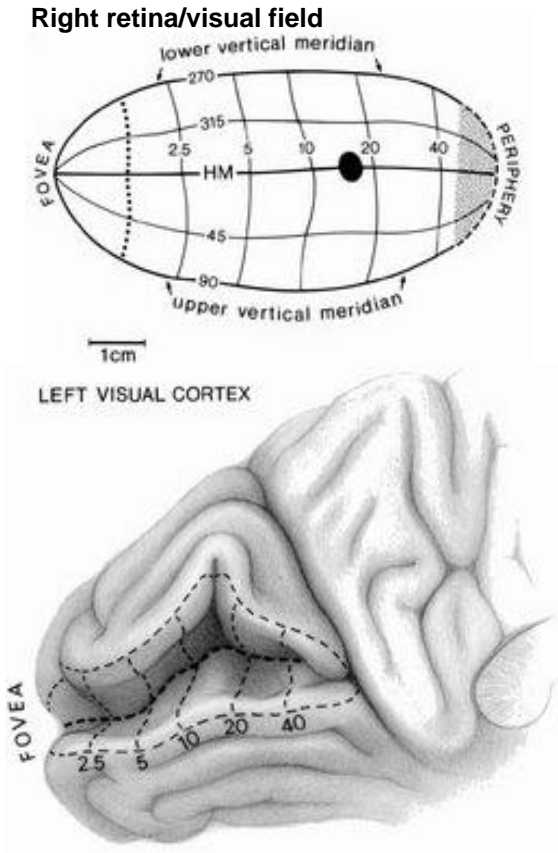 Right retina/visual field
lower vertical meridian
270
315
2.5 5 10 20 40
FOVEA
HM
PERIPHERY
45
90
upper vertical meridian
1cm
LEFT VISUAL CORTEX
FOVEA
2.5 5 10 20 40